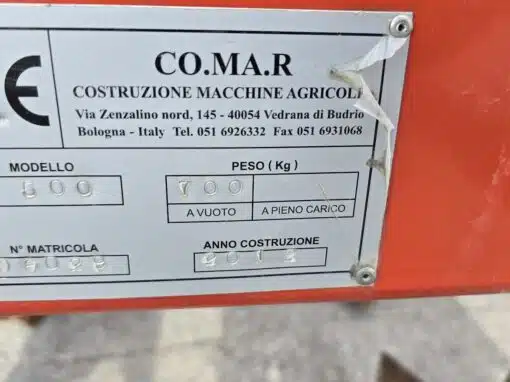 CE
CO.MA.R
COSTRUZIONE MACCHINE AGRICOLE
Via Zenzalino nord, 145 - 40054 Vedrana di Budrio
Bologna - Italy Tel. 051 6926332 Fax 051 6931068
MODELLO
PESO ( Kg )
700
A VUOTO
A PIENO CARICO
N° MATRICOLA
ANNO COSTRUZIONE